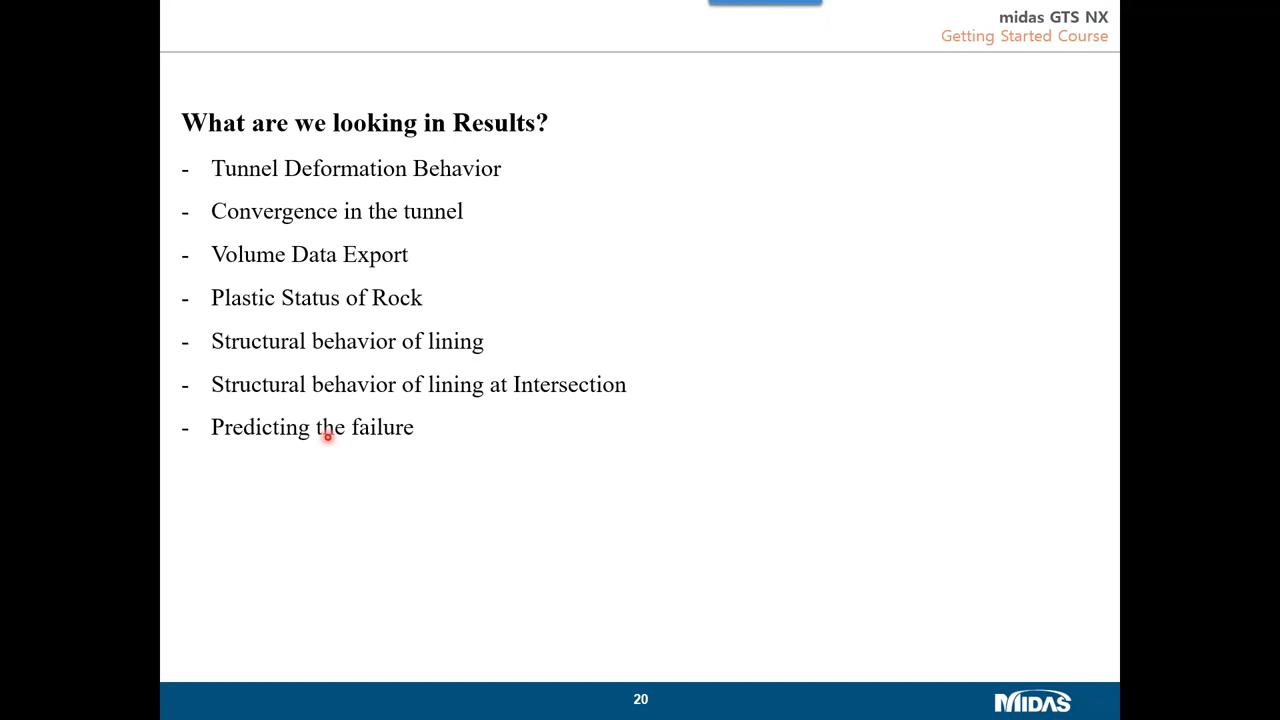 midas GTS NX
Getting Started Course
What are we looking in Results?
- Tunnel Deformation Behavior
- Convergence in the tunnel
- Volume Data Export
- Plastic Status of Rock
- Structural behavior of lining
- Structural behavior of lining at Intersection
- Predicting the failure
20
MIDAS